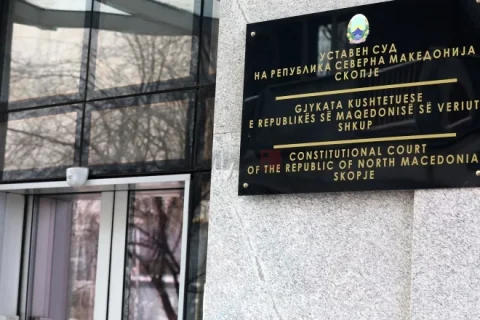 УСТАВЕН СУД
НА РЕПУБЛИКА СЕВЕРНА МАКЕДОНИЈА
СКОПЈЕ
GJYKATA KUSHTETUESE
E REPUBLIKËS SË MAQEDONISË SË VERIUT
SHKUP
CONSTITUTIONAL COURT
OF THE REPUBLIC OF NORTH MACEDONIA
SKOPJE